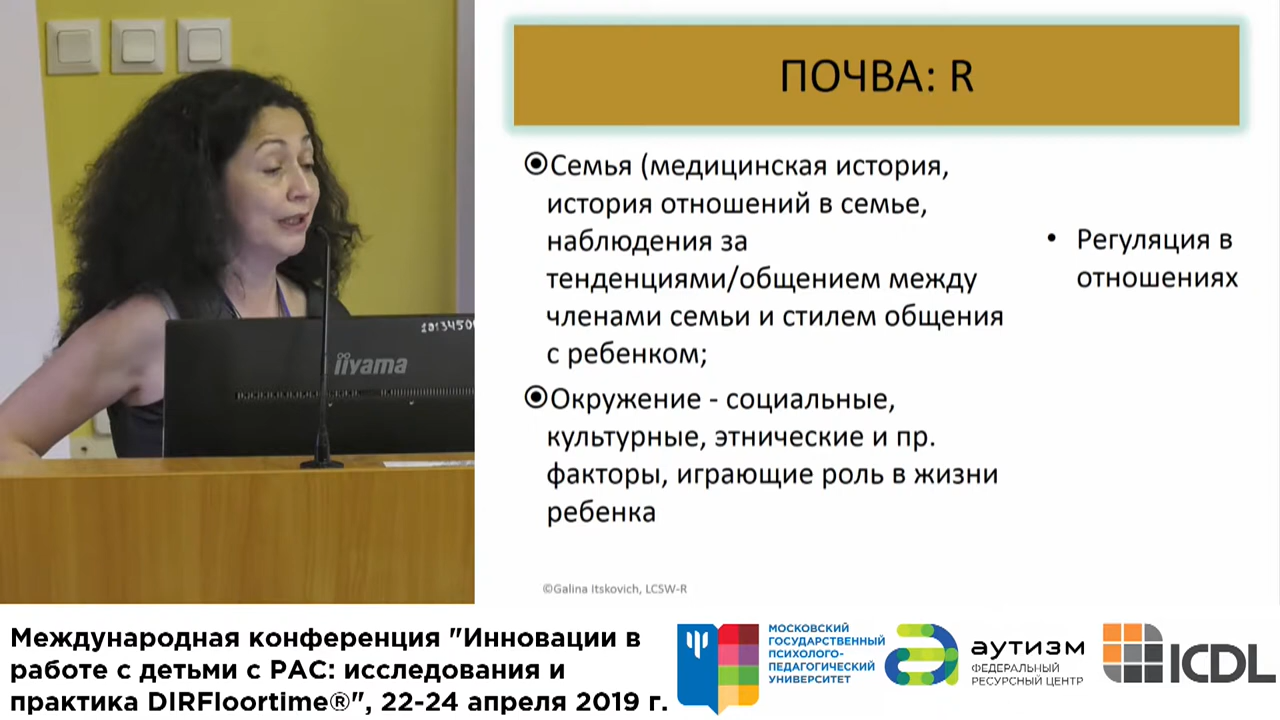 ПОЧВА: R
Семья (медицинская история,
история отношений в семье,
наблюдения за
тенденциями/общением между
членами семьи и стилем общения
с ребенком;
Окружение - социальные,
культурные, этнические и пр.
факторы, играющие роль в жизни
ребенка
• Регуляция в
отношениях
©Galina Itskovich, LCSW-R
iiyama
Международная конференция "Инновации в
работе с детьми с РАС: исследования и
практика DIRFloortime®", 22-24 апреля 2019 г.
МОСКОВСКИЙ
ГОСУДАРСТВЕННЫЙ
ПСИХОЛОГО-
ПЕДАГОГИЧЕСКИЙ
УНИВЕРСИТЕТ
аутизм
ФЕДЕРАЛЬНЫЙ
РЕСУРСНЫЙ ЦЕНТР
ICDL